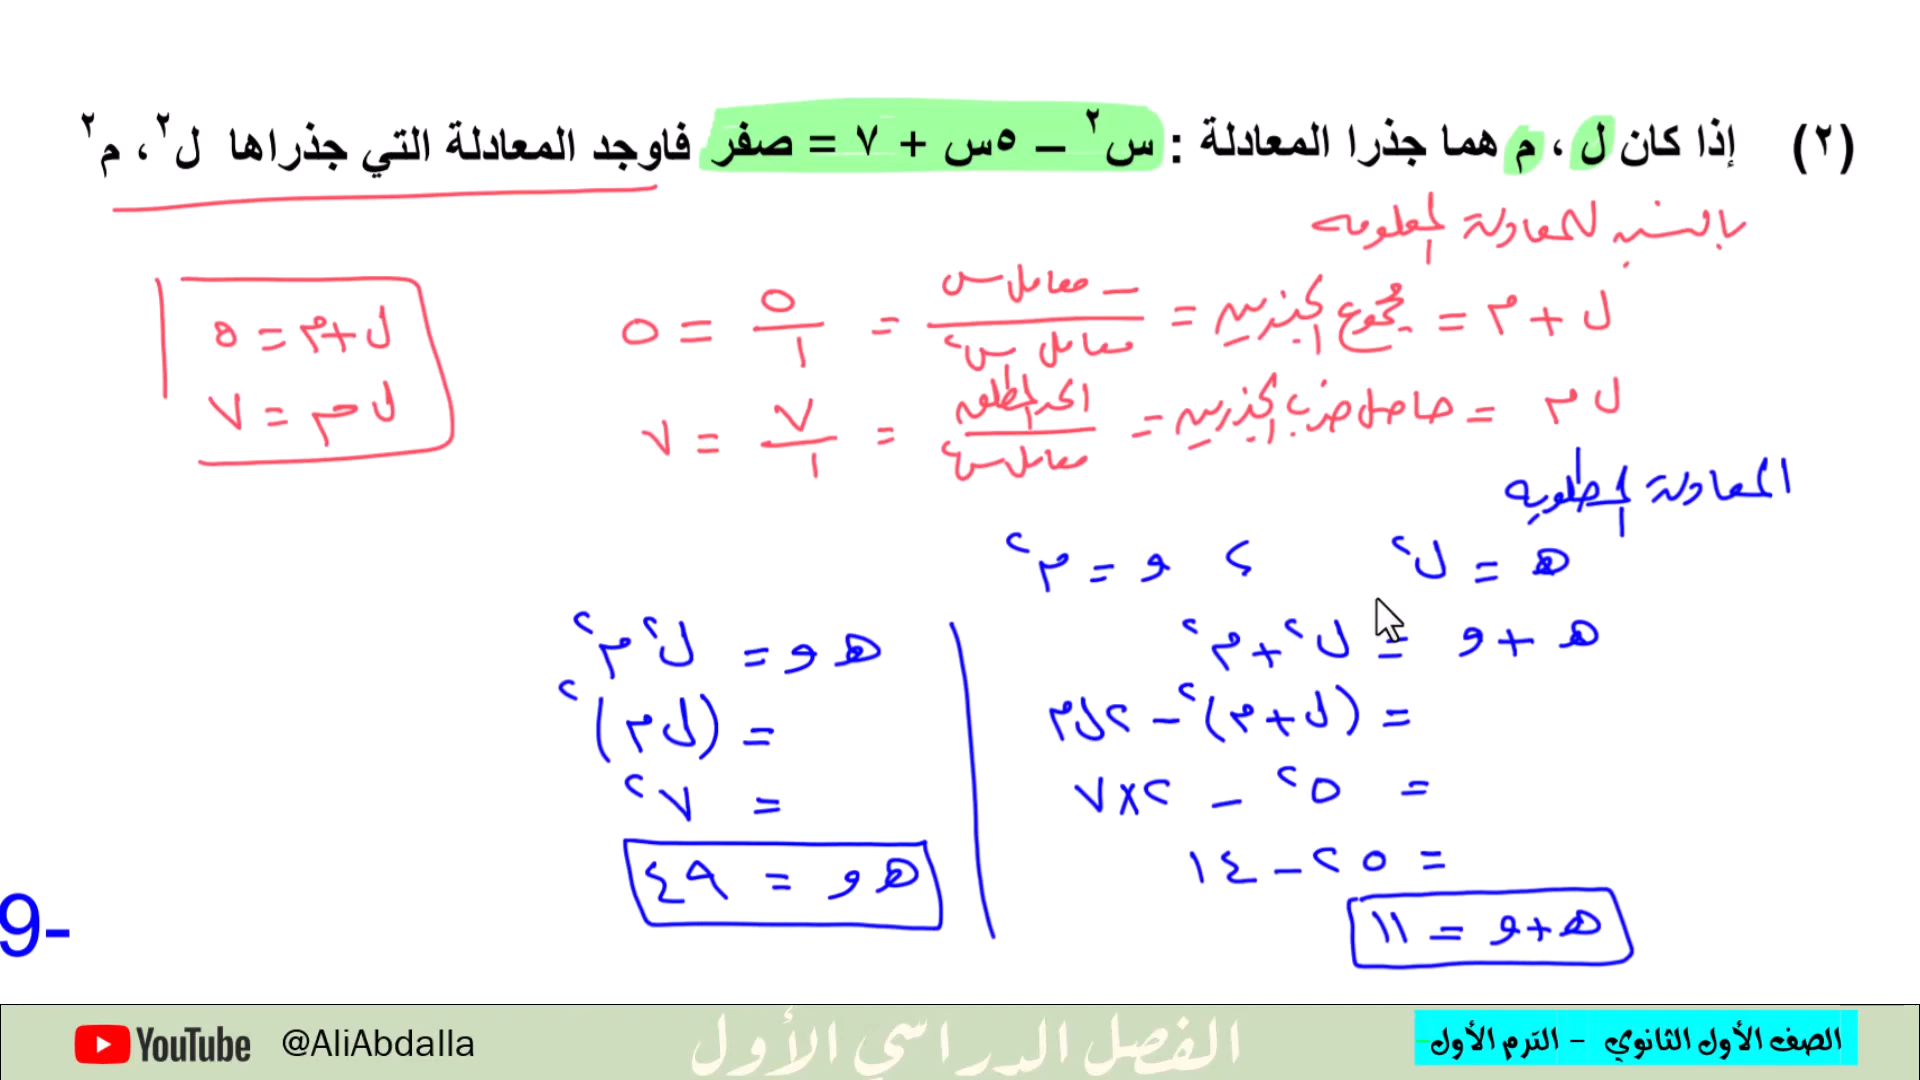 (٢) إذا كان ل ، م هما جذرا المعادلة : س٢ – ٥س + ٧ = صفر فاوجد المعادلة التي جذراها ل٢ ، م٢
بالنسبه للمعادلة المعلومه
ل + م = مجموع الجذرين = – معامل س / معامل س٢ = ٥/١ = ٥
ل م = حاصل ضرب الجذرين = الحد المطلق / معامل س٢ = ٧/١ = ٧
ل + م = ٥
ل م = ٧
المعادلة المطلوبه
هـ = ل٢ ، و = م٢
هـ + و = ل٢ + م٢
= (ل + م)٢ – ٢ل م
= ٥٢ – ٢×٧
= ٢٥ – ١٤
هـ + و = ١١
هـ و = ل٢ م٢
= (ل م)٢
= ٧٢
هـ و = ٤٩
9-
YouTube @AliAbdalla
الفصل الدراسي الأول
الصف الأول الثانوي – الترم الأول-